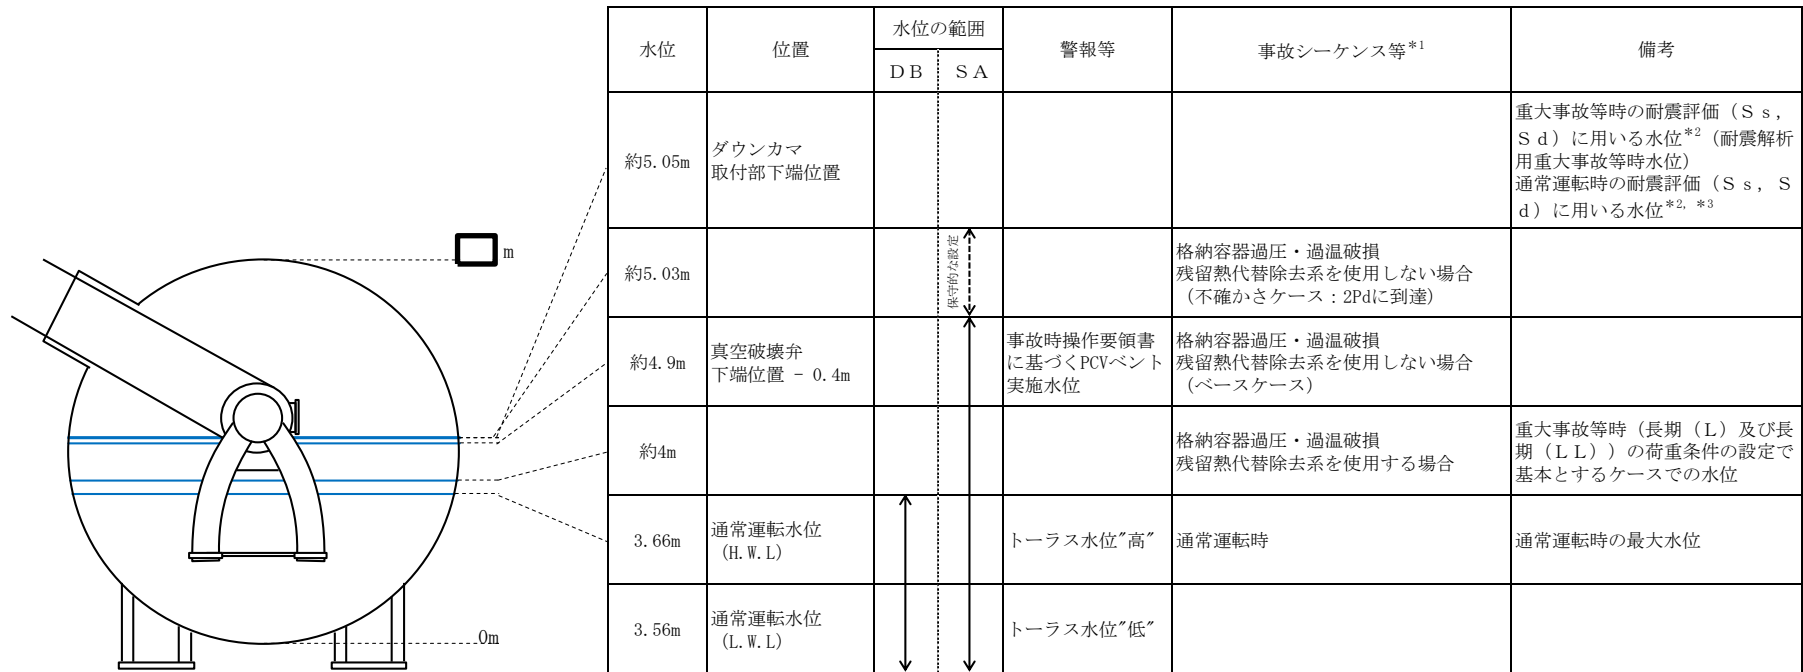 水位
位置
水位の範囲
DB
SA
警報等
事故シーケンス等*1
備考
約5.05m
ダウンカマ
取付部下端位置
重大事故等時の耐震評価（Ss,
Sd）に用いる水位*2（耐震解析
用重大事故等時水位）
通常運転時の耐震評価（Ss, S
d）に用いる水位*2, *3
m
約5.03m
保守的な設定
格納容器過圧・過温破損
残留熱代替除去系を使用しない場合
（不確かさケース：2Pdに到達）
約4.9m
真空破壊弁
下端位置 - 0.4m
事故時操作要領書
に基づくPCVベント
実施水位
格納容器過圧・過温破損
残留熱代替除去系を使用しない場合
（ベースケース）
約4m
格納容器過圧・過温破損
残留熱代替除去系を使用する場合
重大事故等時（長期（L）及び長
期（LL））の荷重条件の設定で
基本とするケースでの水位
3.66m
通常運転水位
(H.W.L)
トーラス水位"高"
通常運転時
通常運転時の最大水位
3.56m
通常運転水位
(L.W.L)
トーラス水位"低"
0m